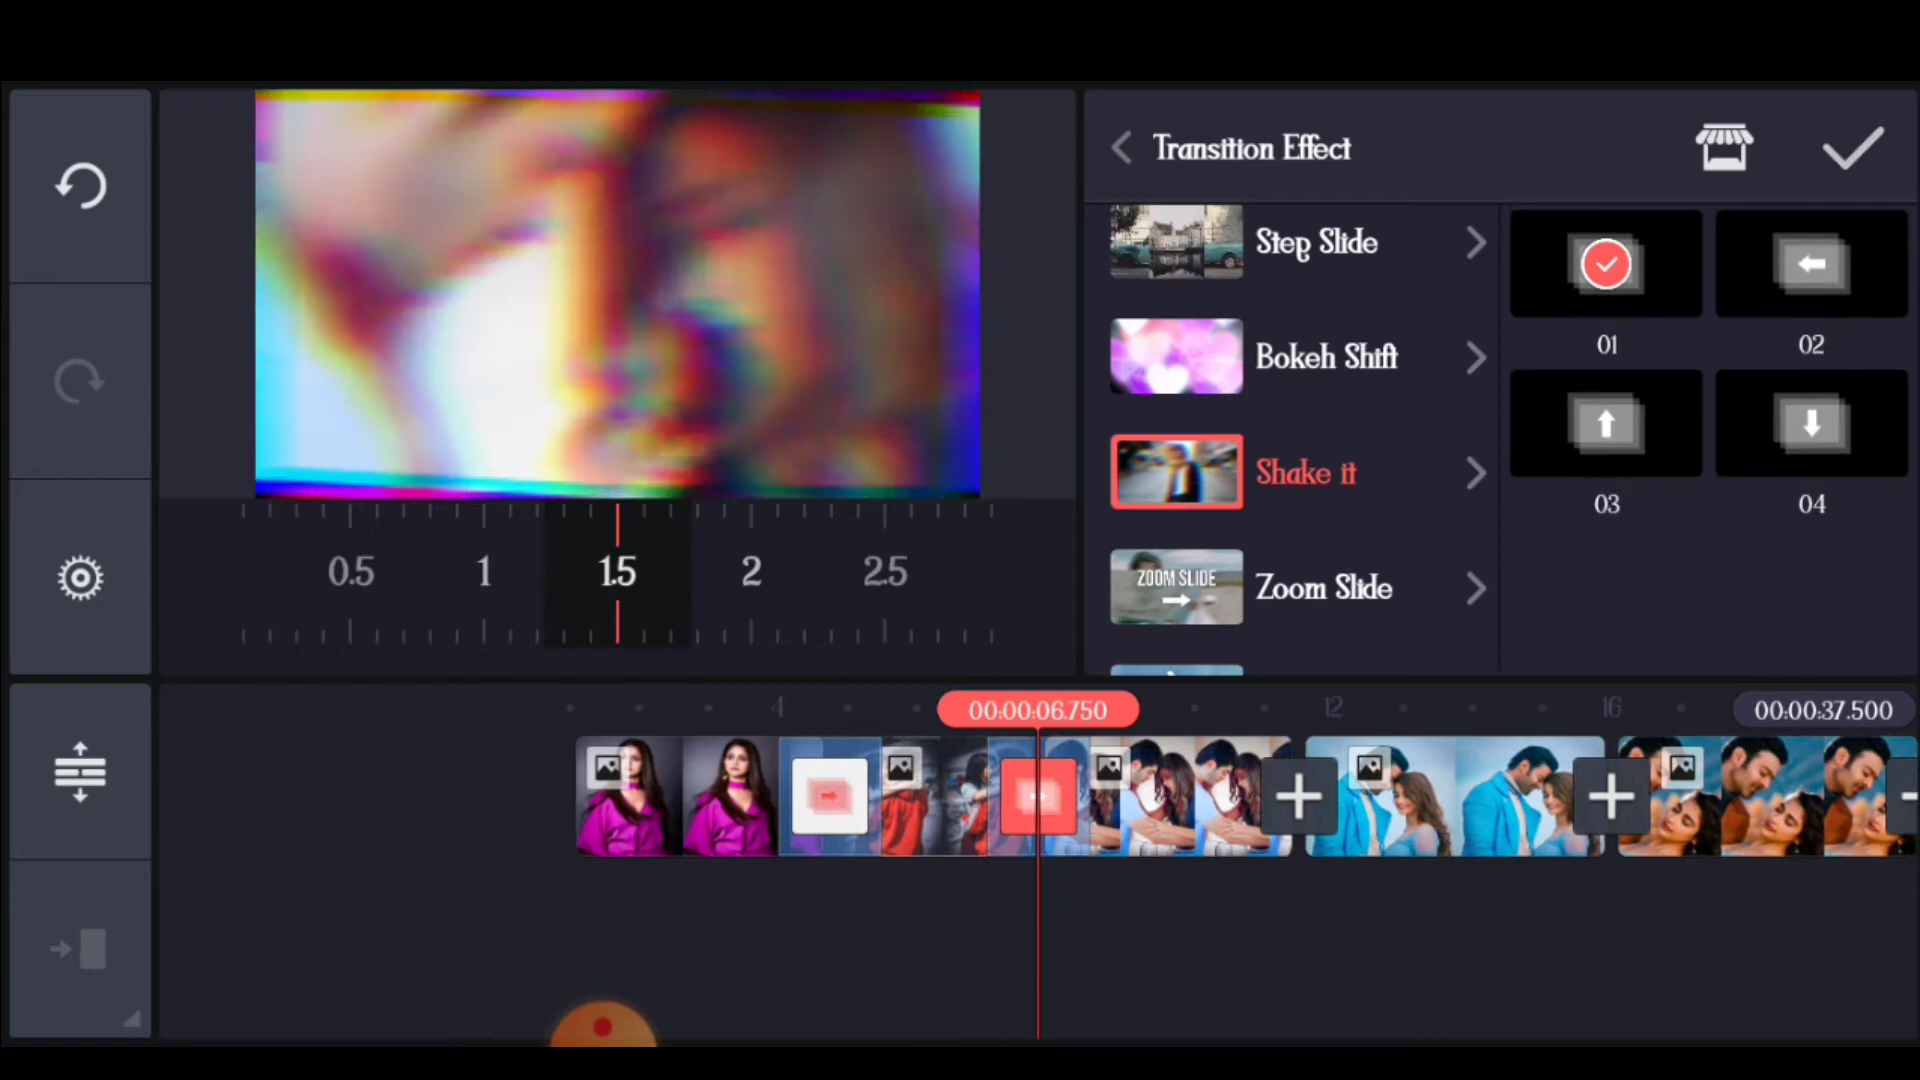 Transition Effect
Step Slide
Bokeh Shift
Shake it
ZOOM SLIDE
Zoom Slide
01
02
03
04
0.5
1
1.5
2
2.5
4
00:00:06.750
12
16
00:00:37.500